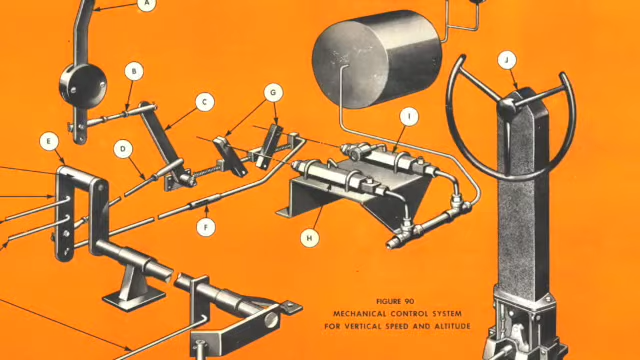 A
B
C
G
J
I
E
D
F
H
FIGURE 90
MECHANICAL CONTROL SYSTEM
FOR VERTICAL SPEED AND ALTITUDE